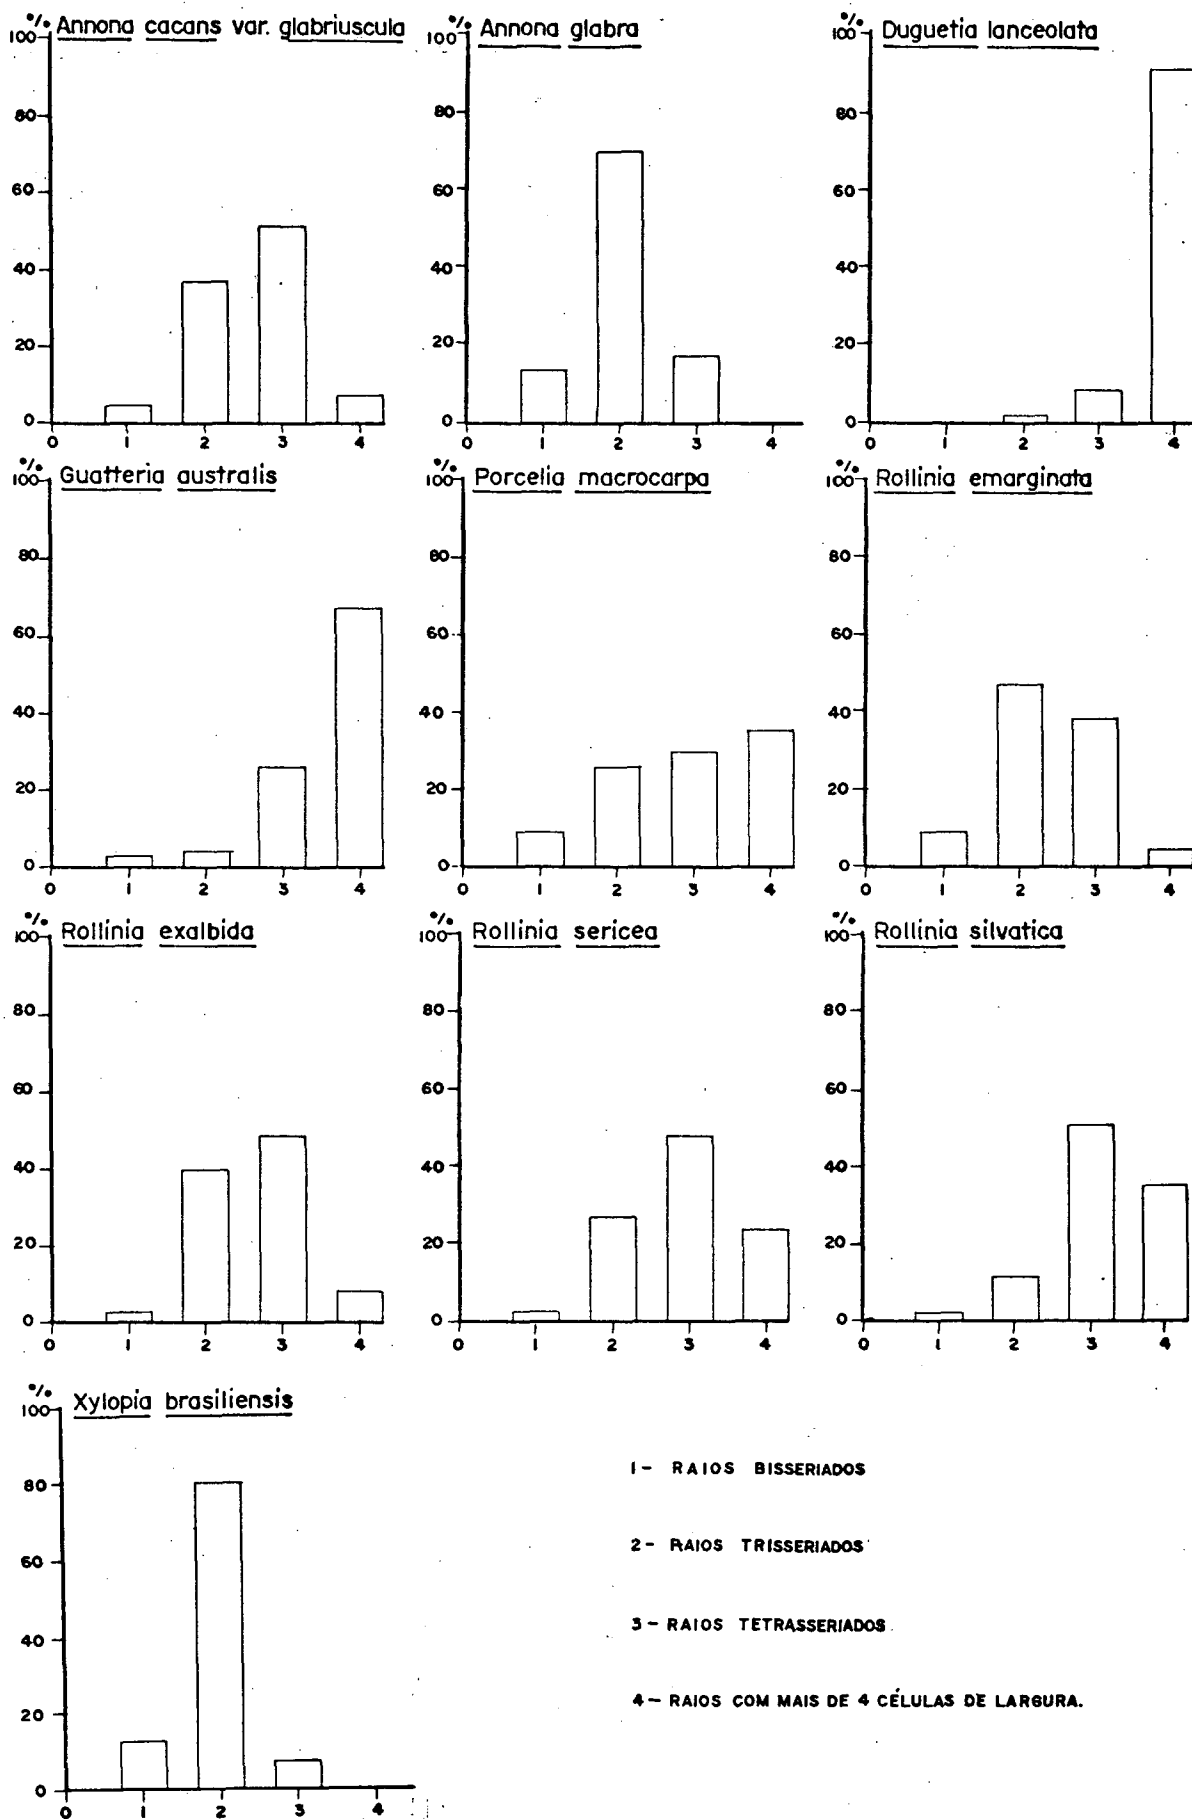 % Annona cacans var. glabriuscula
100
80
60
40
20
0
0 1 2 3 4
% Annona glabra
100
80
60
40
20
0
0 1 2 3 4
% Duguetia lanceolata
100
80
60
40
20
0
0 1 2 3 4
% Guatteria australis
100
80
60
40
20
0
0 1 2 3 4
% Porcelia macrocarpa
100
80
60
40
20
0
0 1 2 3 4
% Rollinia emarginata
100
80
60
40
20
0
0 1 2 3 4
% Rollinia exalbida
100
80
60
40
20
0
0 1 2 3 4
% Rollinia sericea
100
80
60
40
20
0
0 1 2 3 4
% Rollinia silvatica
100
80
60
40
20
0
0 1 2 3 4
% Xylopia brasiliensis
100
80
60
40
20
0
0 1 2 3 4
1- RAIOS BISSERIADOS
2- RAIOS TRISSERIADOS
3- RAIOS TETRASSERIADOS
4- RAIOS COM MAIS DE 4 CÉLULAS DE LARGURA.